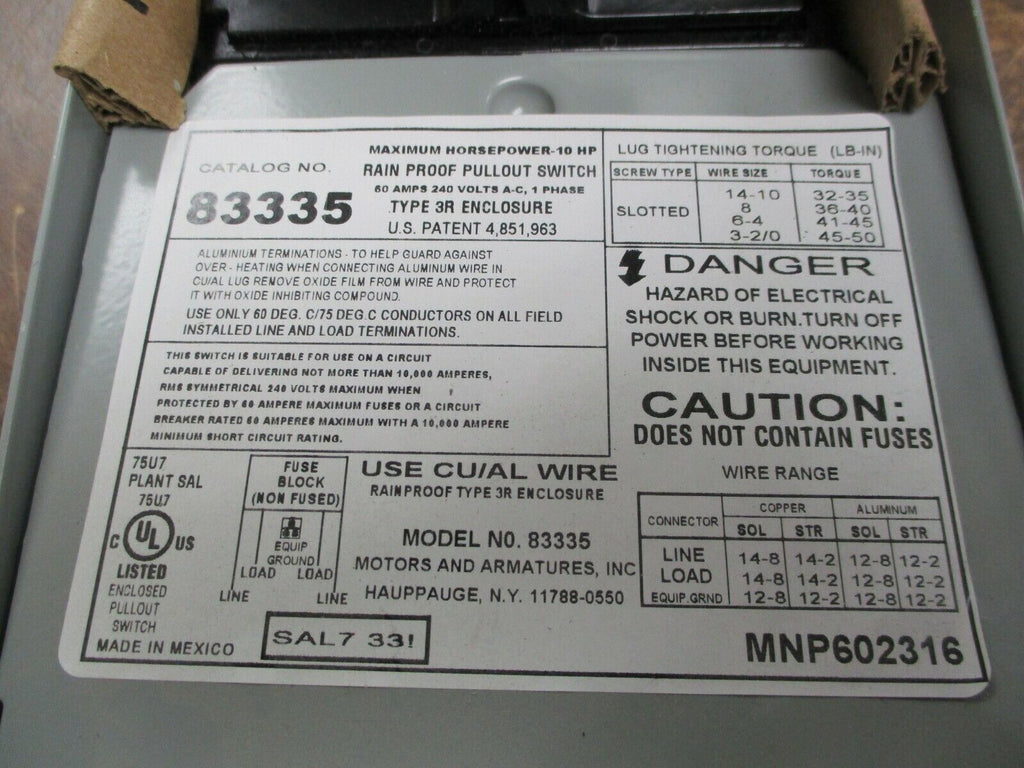 CATALOG NO.
83335
MAXIMUM HORSEPOWER-10 HP
RAIN PROOF PULLOUT SWITCH
60 AMPS 240 VOLTS A-C, 1 PHASE
TYPE 3R ENCLOSURE
U.S. PATENT 4,851,963
ALUMINIUM TERMINATIONS - TO HELP GUARD AGAINST
OVER - HEATING WHEN CONNECTING ALUMINUM WIRE IN
CU/AL LUG REMOVE OXIDE FILM FROM WIRE AND PROTECT
IT WITH OXIDE INHIBITING COMPOUND.
USE ONLY 60 DEG. C/75 DEG.C CONDUCTORS ON ALL FIELD
INSTALLED LINE AND LOAD TERMINATIONS.
THIS SWITCH IS SUITABLE FOR USE ON A CIRCUIT
CAPABLE OF DELIVERING NOT MORE THAN 10,000 AMPERES,
RMS SYMMETRICAL 240 VOLTS MAXIMUM WHEN
PROTECTED BY 60 AMPERE MAXIMUM FUSES OR A CIRCUIT
BREAKER RATED 60 AMPERES MAXIMUM WITH A 10,000 AMPERE
MINIMUM SHORT CIRCUIT RATING.
75U7
PLANT SAL
75U7
C UL US
LISTED
ENCLOSED
PULLOUT
SWITCH
MADE IN MEXICO
FUSE
BLOCK
(NON FUSED)
EQUIP
GROUND
LOAD LOAD
LINE LINE
SAL7 33!
USE CU/AL WIRE
RAINPROOF TYPE 3R ENCLOSURE
MODEL NO. 83335
MOTORS AND ARMATURES, INC
HAUPPAUGE, N.Y. 11788-0550
LUG TIGHTENING TORQUE (LB-IN)
SCREW TYPE WIRE SIZE TORQUE
SLOTTED
14-10 32-35
8 36-40
6-4 41-45
3-2/0 45-50
DANGER
HAZARD OF ELECTRICAL
SHOCK OR BURN.TURN OFF
POWER BEFORE WORKING
INSIDE THIS EQUIPMENT.
CAUTION:
DOES NOT CONTAIN FUSES
WIRE RANGE
CONNECTOR COPPER ALUMINUM
SOL STR SOL STR
LINE 14-8 14-2 12-8 12-2
LOAD 14-8 14-2 12-8 12-2
EQUIP.GRND 12-8 12-2 12-8 12-2
MNP602316